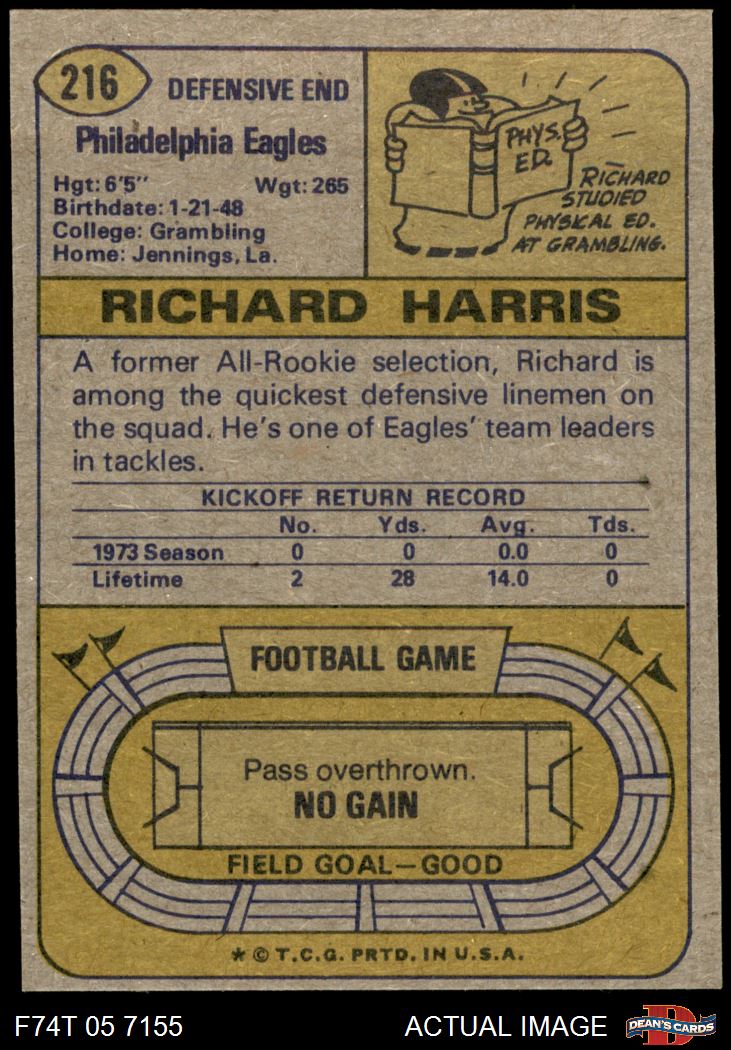 216
DEFENSIVE END
Philadelphia Eagles
Hgt: 6'5" Wgt: 265
Birthdate: 1-21-48
College: Grambling
Home: Jennings, La.
PHYS.
ED.
RICHARD
STUDIED
PHYSICAL ED.
AT GRAMBLING.
RICHARD HARRIS
A former All-Rookie selection, Richard is
among the quickest defensive linemen on
the squad. He's one of Eagles' team leaders
in tackles.
KICKOFF RETURN RECORD
No. Yds. Avg. Tds.
1973 Season 0 0 0.0 0
Lifetime 2 28 14.0 0
FOOTBALL GAME
Pass overthrown.
NO GAIN
FIELD GOAL—GOOD
* © T.C.G. PRTD. IN U.S.A.
F74T 05 7155 ACTUAL IMAGE
D
DEAN'S CARDS